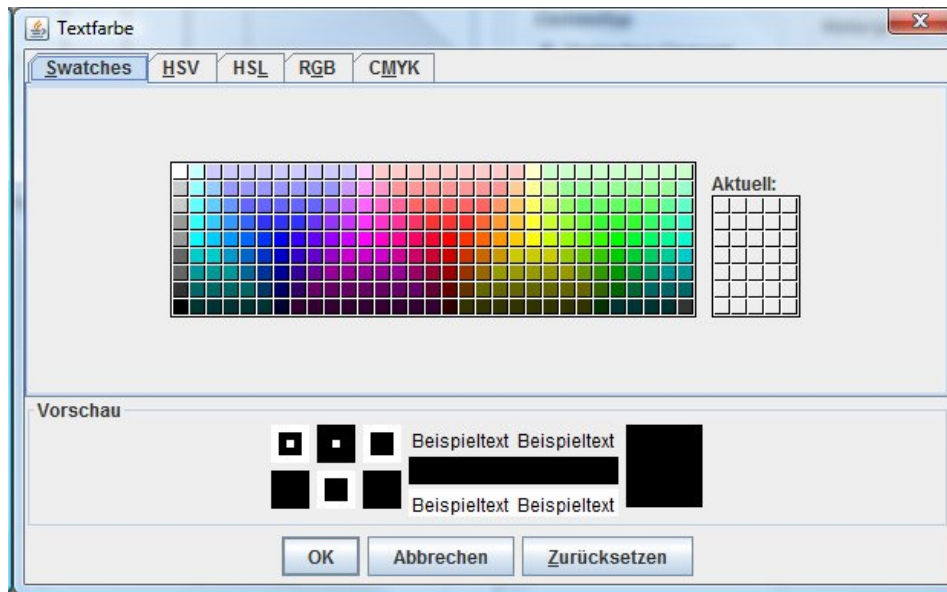 Textfarbe
Swatches HSV HSL RGB CMYK
Aktuell:
Vorschau
Beispieltext Beispieltext
Beispieltext Beispieltext
OK Abbrechen Zurücksetzen